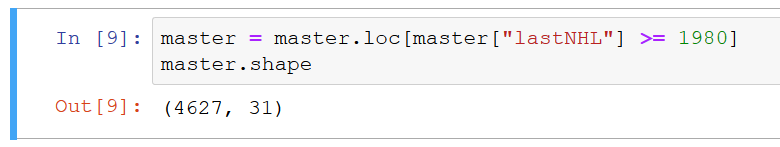 In [9]: master = master.loc[master["lastNHL"] >= 1980]
master.shape
Out[9]: (4627, 31)